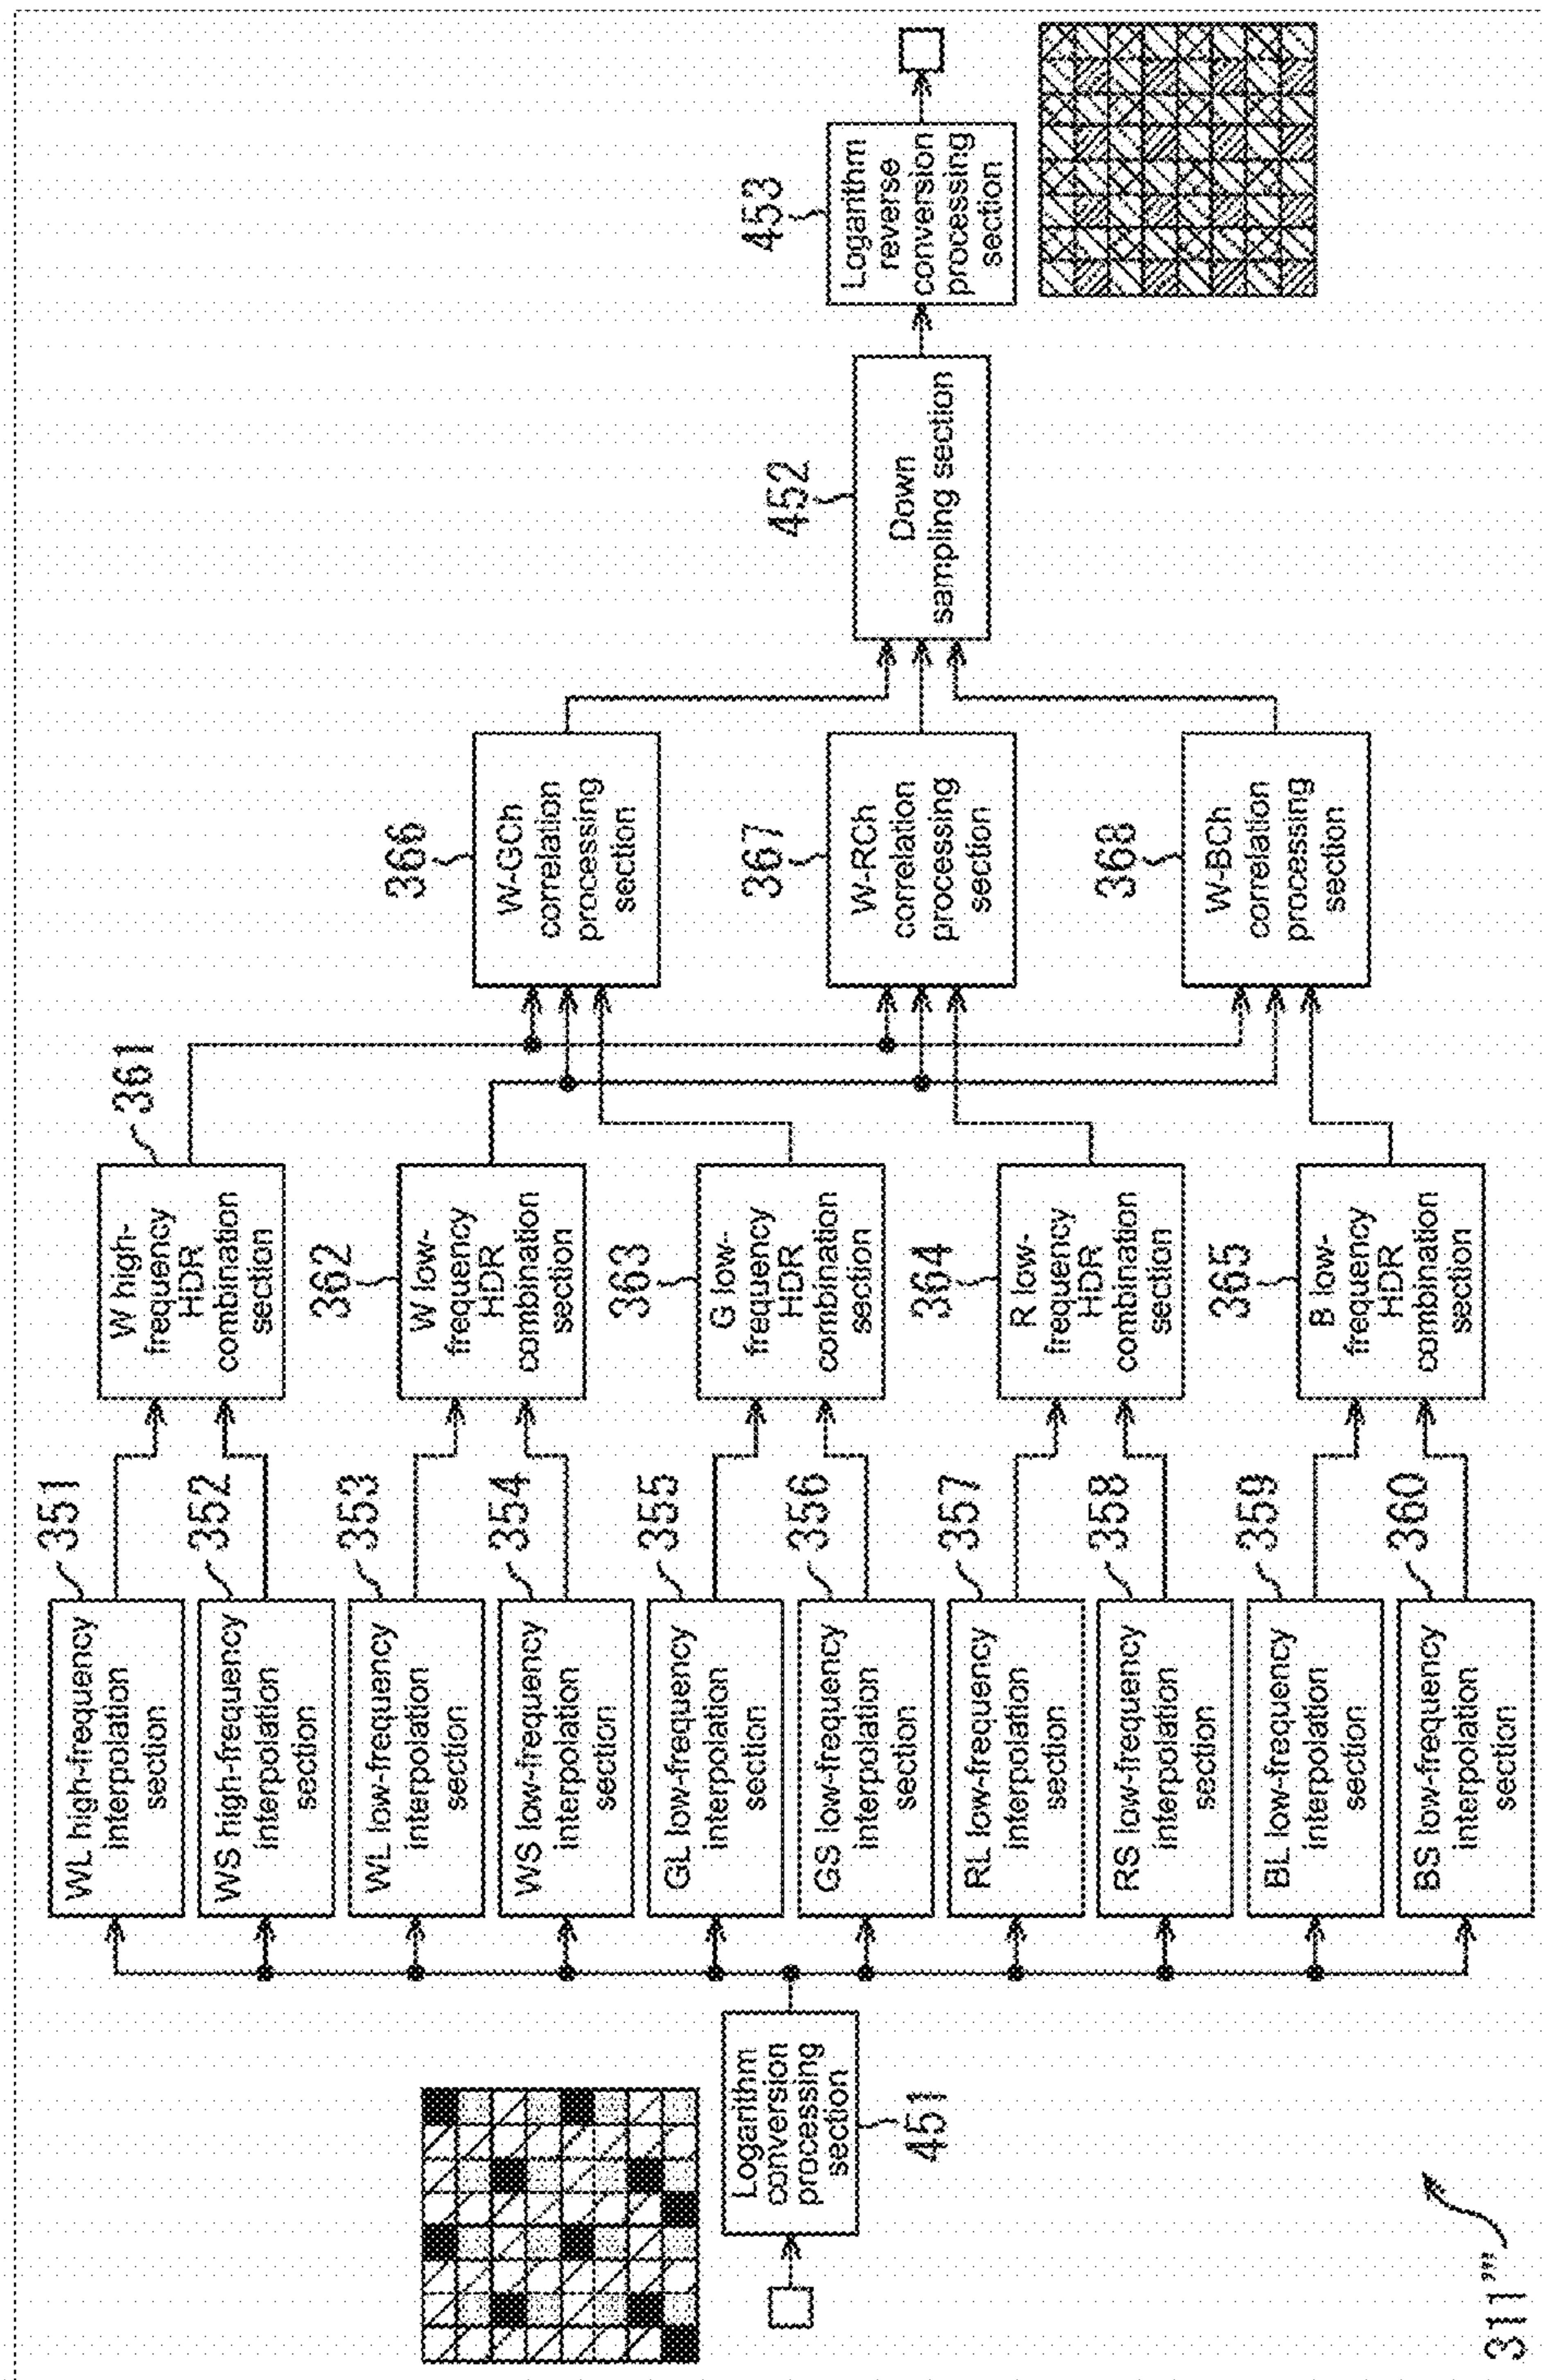 311'''
451
Logarithm
conversion
processing
section
351
WL high-frequency
interpolation
section
352
WS high-frequency
interpolation
section
353
WL low-frequency
interpolation
section
354
WS low-frequency
interpolation
section
355
GL low-frequency
interpolation
section
356
GS low-frequency
interpolation
section
357
RL low-frequency
interpolation
section
358
RS low-frequency
interpolation
section
359
BL low-frequency
interpolation
section
360
BS low-frequency
interpolation
section
361
W high-
frequency
HDR
combination
section
362
W low-
frequency
HDR
combination
section
363
G low-
frequency
HDR
combination
section
364
R low-
frequency
HDR
combination
section
365
B low-
frequency
HDR
combination
section
366
W-GCh
correlation
processing
section
367
W-RCh
correlation
processing
section
368
W-BCh
correlation
processing
section
452
Down
sampling section
453
Logarithm
reverse
conversion
processing
section